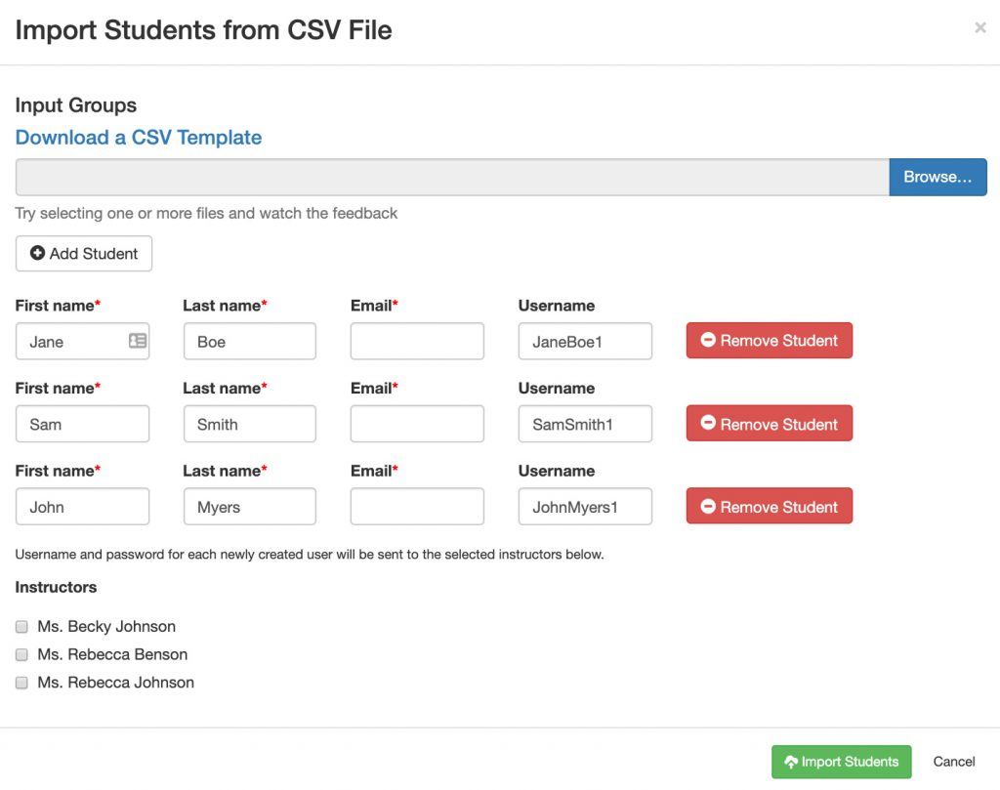 Import Students from CSV File ×
Input Groups
Download a CSV Template
Browse...
Try selecting one or more files and watch the feedback
Add Student
First name* Last name* Email* Username
Jane Boe JaneBoe1 Remove Student
First name* Last name* Email* Username
Sam Smith SamSmith1 Remove Student
First name* Last name* Email* Username
John Myers JohnMyers1 Remove Student
Username and password for each newly created user will be sent to the selected instructors below.
Instructors
Ms. Becky Johnson
Ms. Rebecca Benson
Ms. Rebecca Johnson
Import Students Cancel